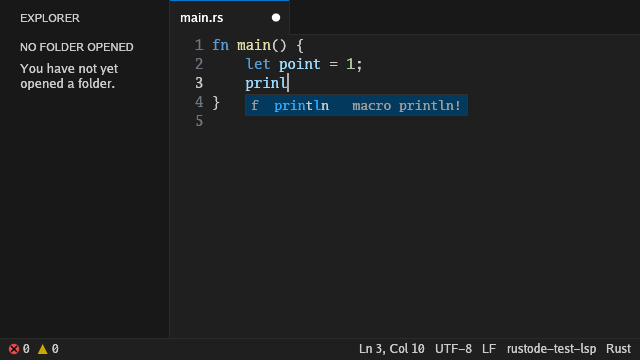 EXPLORER
main.rs
NO FOLDER OPENED
You have not yet
opened a folder.
1 fn main() {
2     let point = 1;
3     prinl
4 }
f println macro println!
5
0 0
Ln 3, Col 10 UTF-8 LF rustode-test-lsp Rust